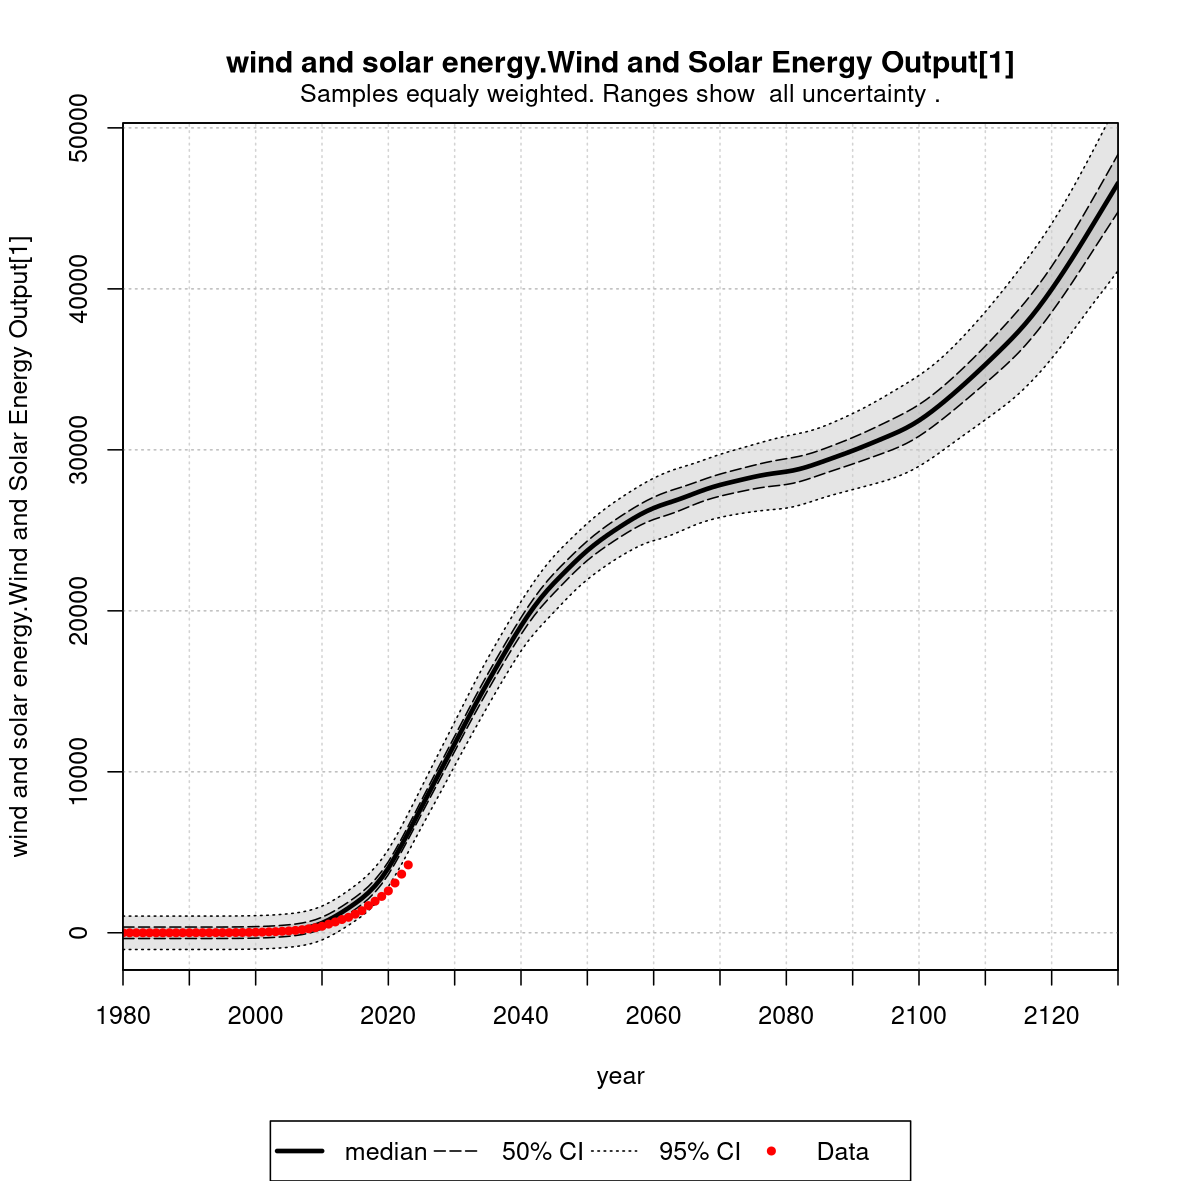 wind and solar energy.Wind and Solar Energy Output[1]
Samples equaly weighted. Ranges show  all uncertainty .
wind and solar energy.Wind and Solar Energy Output[1]
50000
40000
30000
20000
10000
0
1980 2000 2020 2040 2060 2080 2100 2120
year
median 50% CI 95% CI Data